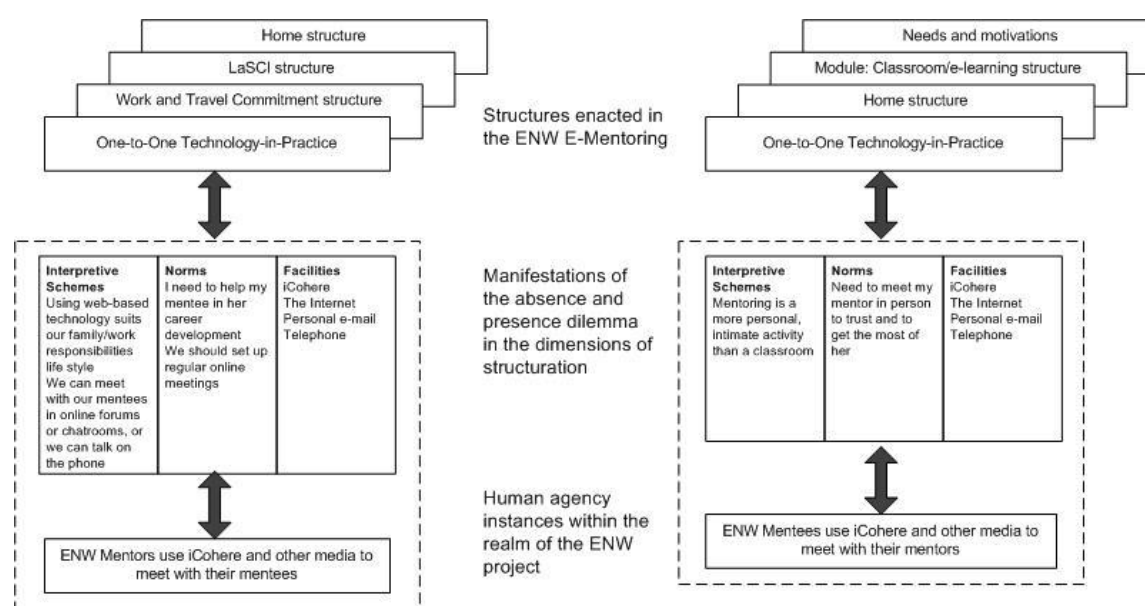 Home structure
LaSCI structure
Work and Travel Commitment structure
One-to-One Technology-in-Practice
Structures enacted in
the ENW E-Mentoring
Needs and motivations
Module: Classroom/e-learning structure
Home structure
One-to-One Technology-in-Practice
Interpretive
Schemes
Using web-based
technology suits
our family/work
responsibilities
life style
We can meet
with our mentees
in online forums
or chatrooms, or
we can talk on
the phone
Norms
I need to help my
mentee in her
career
development
We should set up
regular online
meetings
Facilities
iCohere
The Internet
Personal e-mail
Telephone
Manifestations of
the absence and
presence dilemma
in the dimensions of
structuration
Interpretive
Schemes
Mentoring is a
more personal,
intimate activity
than a classroom
Norms
Need to meet my
mentor in person
to trust and to
get the most of
her
Facilities
iCohere
The Internet
Personal e-mail
Telephone
ENW Mentors use iCohere and other media to
meet with their mentees
Human agency
instances within the
realm of the ENW
project
ENW Mentees use iCohere and other media to
meet with their mentors